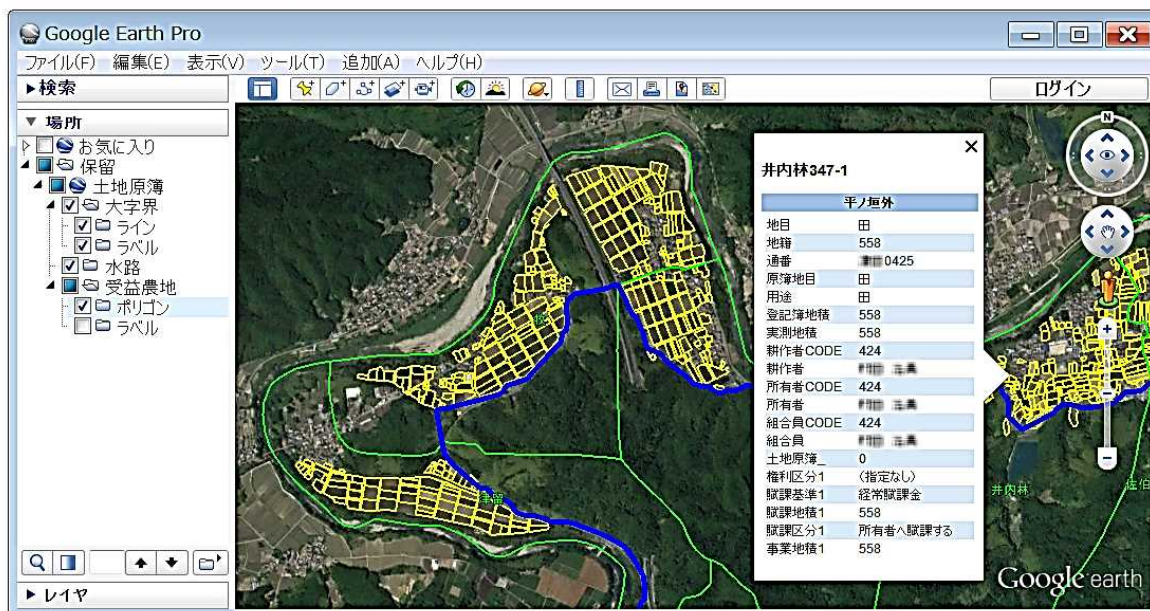 Google Earth Pro
ファイル(F) 編集(E) 表示(V) ツール(T) 追加(A) ヘルプ(H)
▶検索
ログイン
▼ 場所
お気に入り
保留
土地原簿
大字界
ライン
ラベル
水路
受益農地
ポリゴン
ラベル
▶ レイヤ
N
枝
津留
井内林
佐伯
井内林347-1
平ノ垣外
地目 田
地籍 558
通番 0425
原簿地目 田
用途 田
登記簿地積 558
実測地積 558
耕作者CODE 424
耕作者
所有者CODE 424
所有者
組合員CODE 424
組合員
土地原簿_ 0
権利区分1 (指定なし)
賦課基準1 経常賦課金
賦課地積1 558
賦課区分1 所有者へ賦課する
事業地積1 558
Google earth